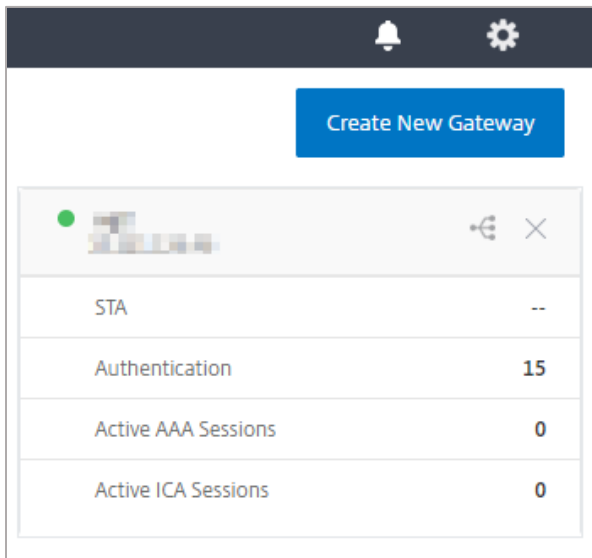 Create New Gateway
STA --
Authentication 15
Active AAA Sessions 0
Active ICA Sessions 0